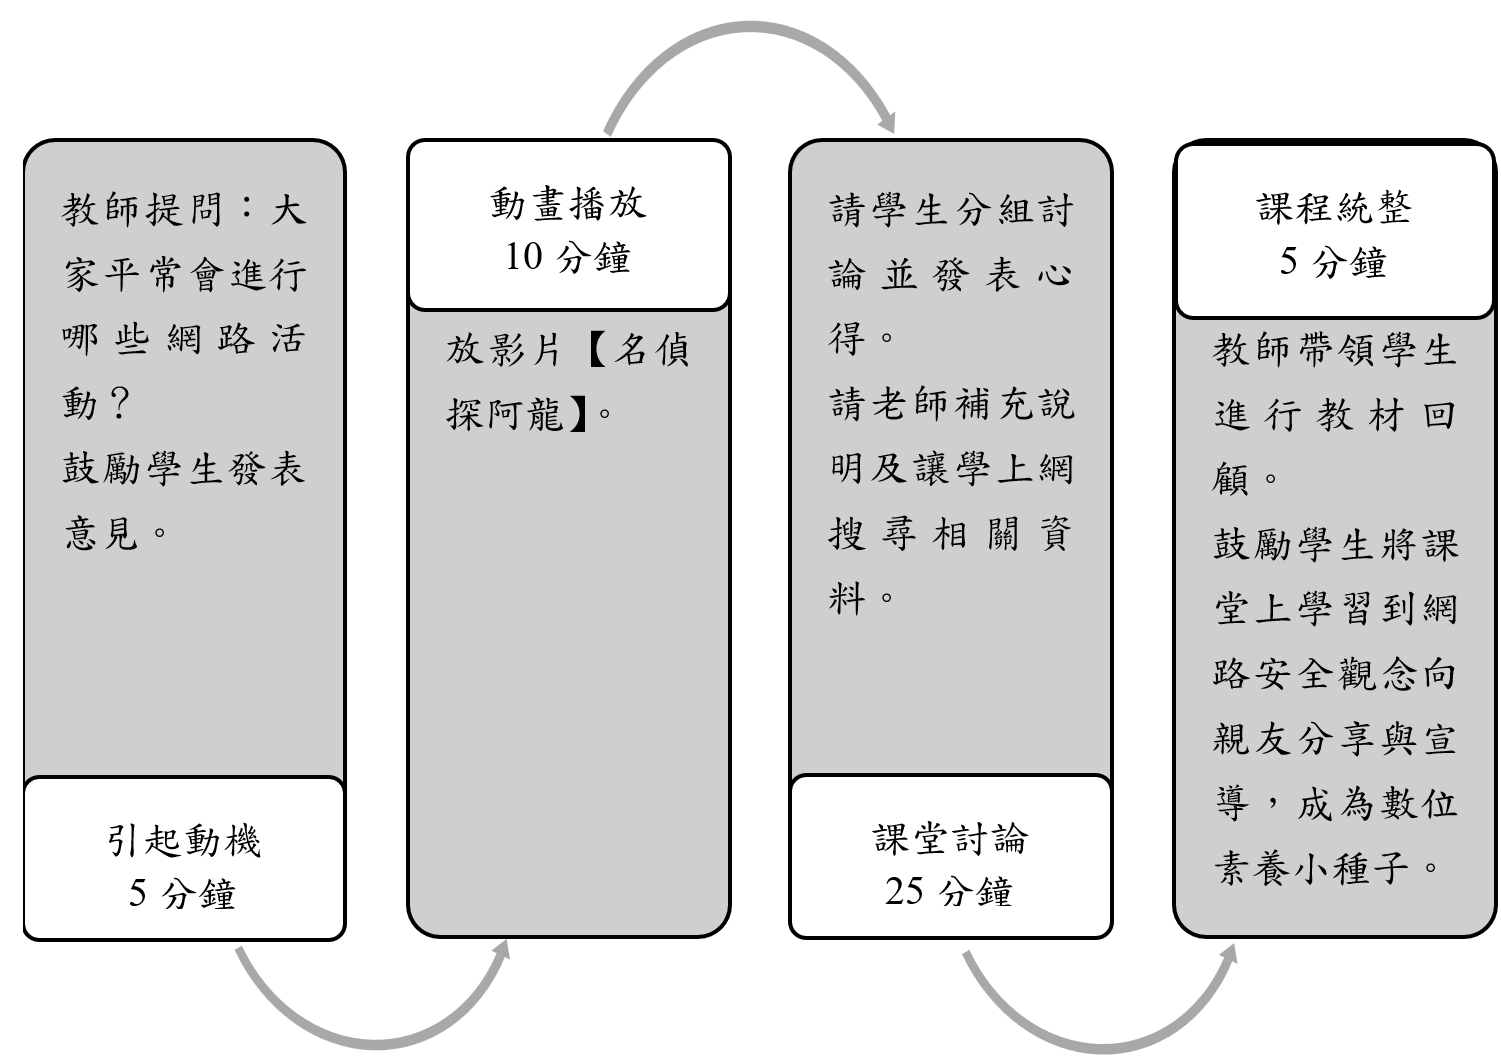 教師提問：大
家平常會進行
哪些網路活
動？
鼓勵學生發表
意見。
引起動機
5 分鐘
動畫播放
10 分鐘
放影片【名偵
探阿龍】。
請學生分組討
論並發表心
得。
請老師補充說
明及讓學上網
搜尋相關資
料。
課堂討論
25 分鐘
課程統整
5 分鐘
教師帶領學生
進行教材回
顧。
鼓勵學生將課
堂上學習到網
路安全觀念向
親友分享與宣
導，成為數位
素養小種子。